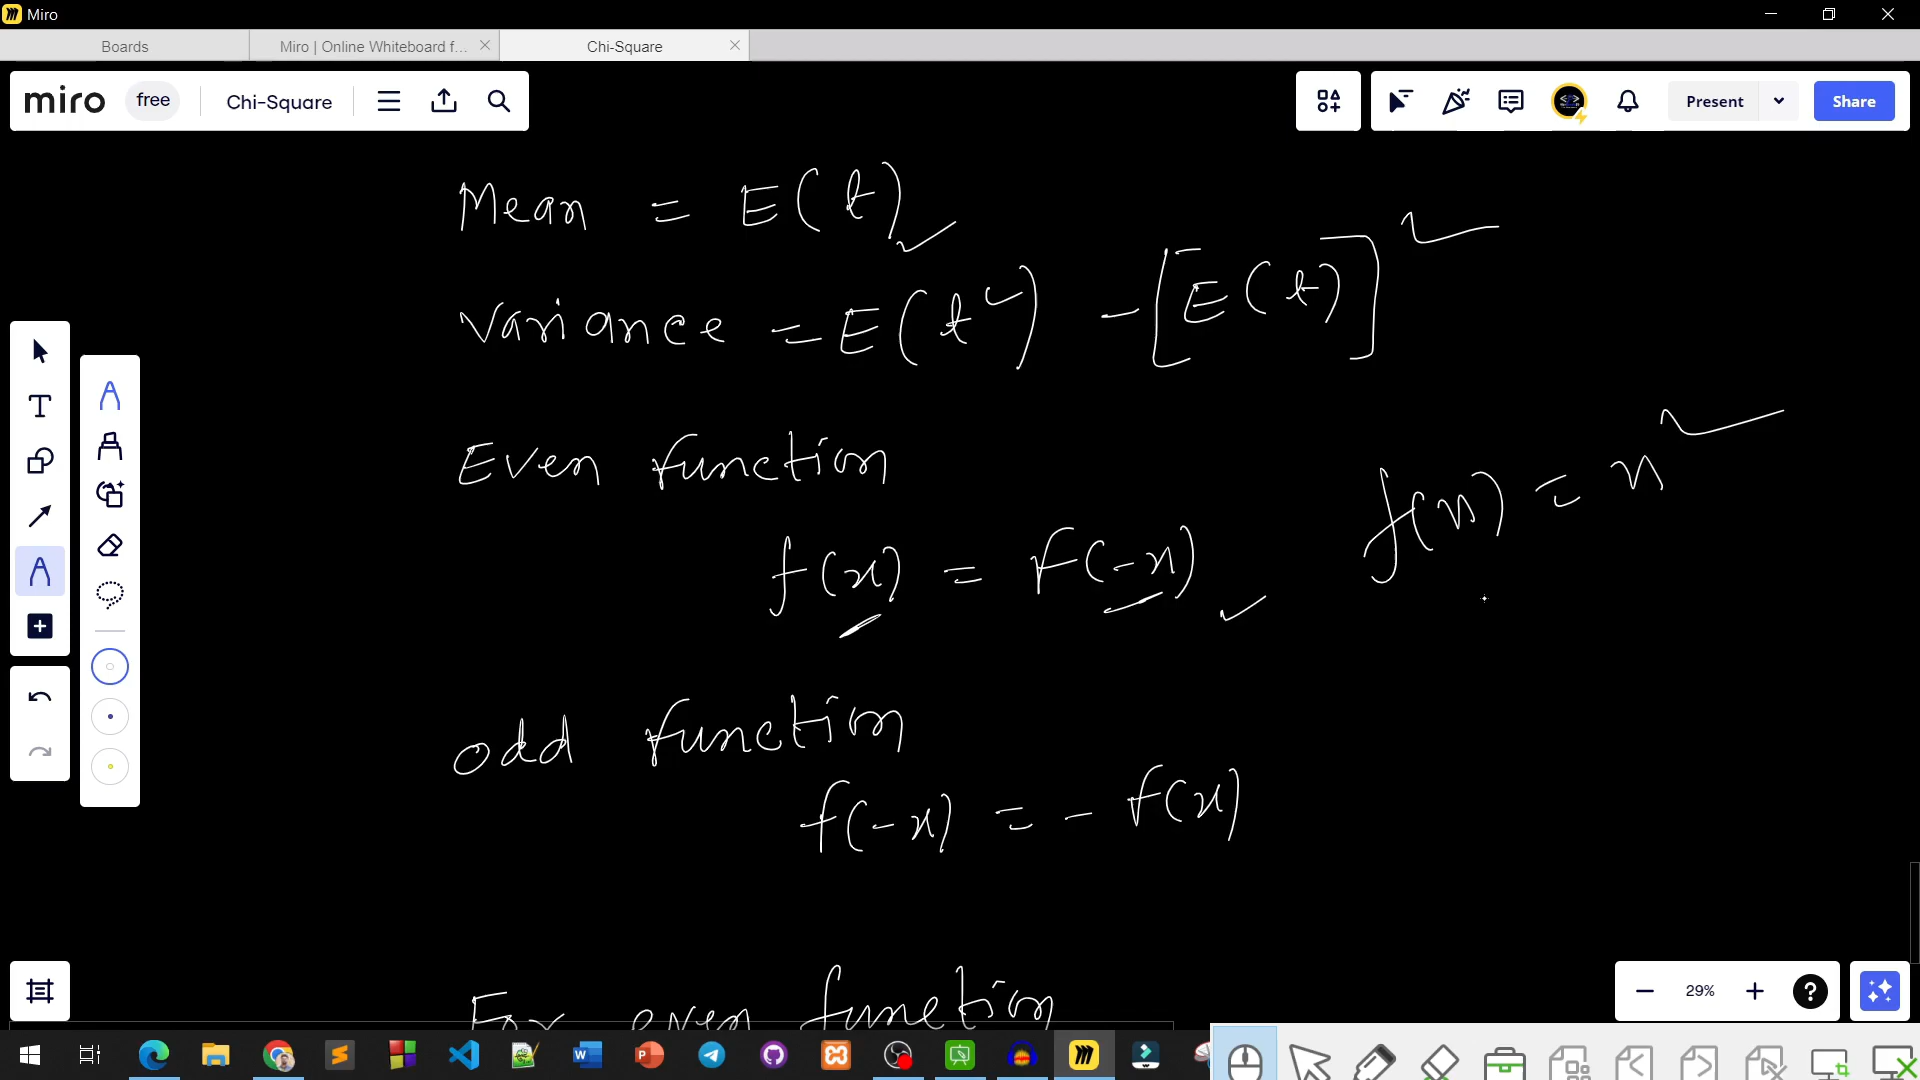 Miro
Boards
Miro | Online Whiteboard f...
Chi-Square
miro free Chi-Square
Present
Share
Mean = E(t)
Variance = E(t²) - [E(t)]²
Even function
f(x) = f(-x)
f(x) = x²
odd function
f(-x) = - f(x)
For even function
29%